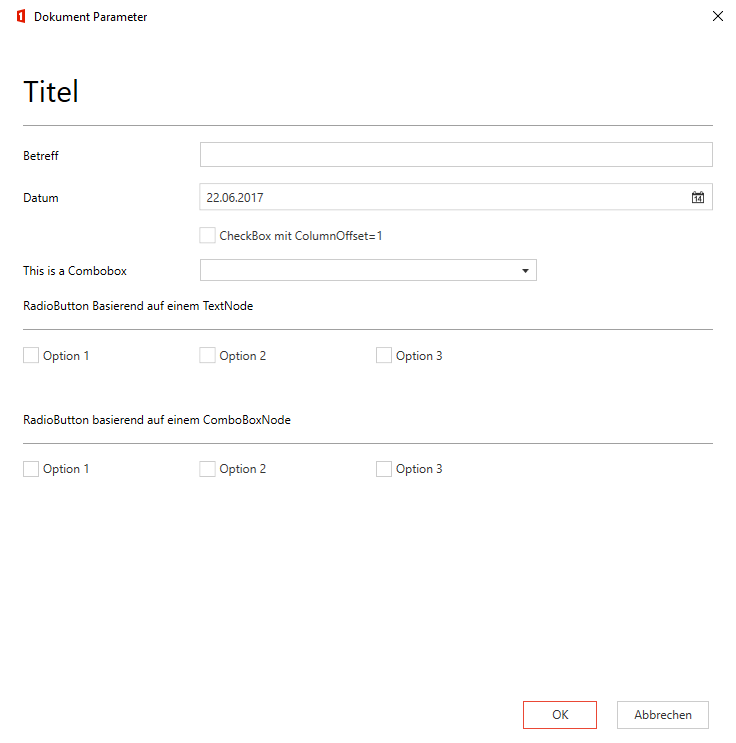 Dokument Parameter
Titel
Betreff
Datum 22.06.2017 14
CheckBox mit ColumnOffset=1
This is a Combobox
RadioButton Basierend auf einem TextNode
Option 1 Option 2 Option 3
RadioButton basierend auf einem ComboBoxNode
Option 1 Option 2 Option 3
OK Abbrechen